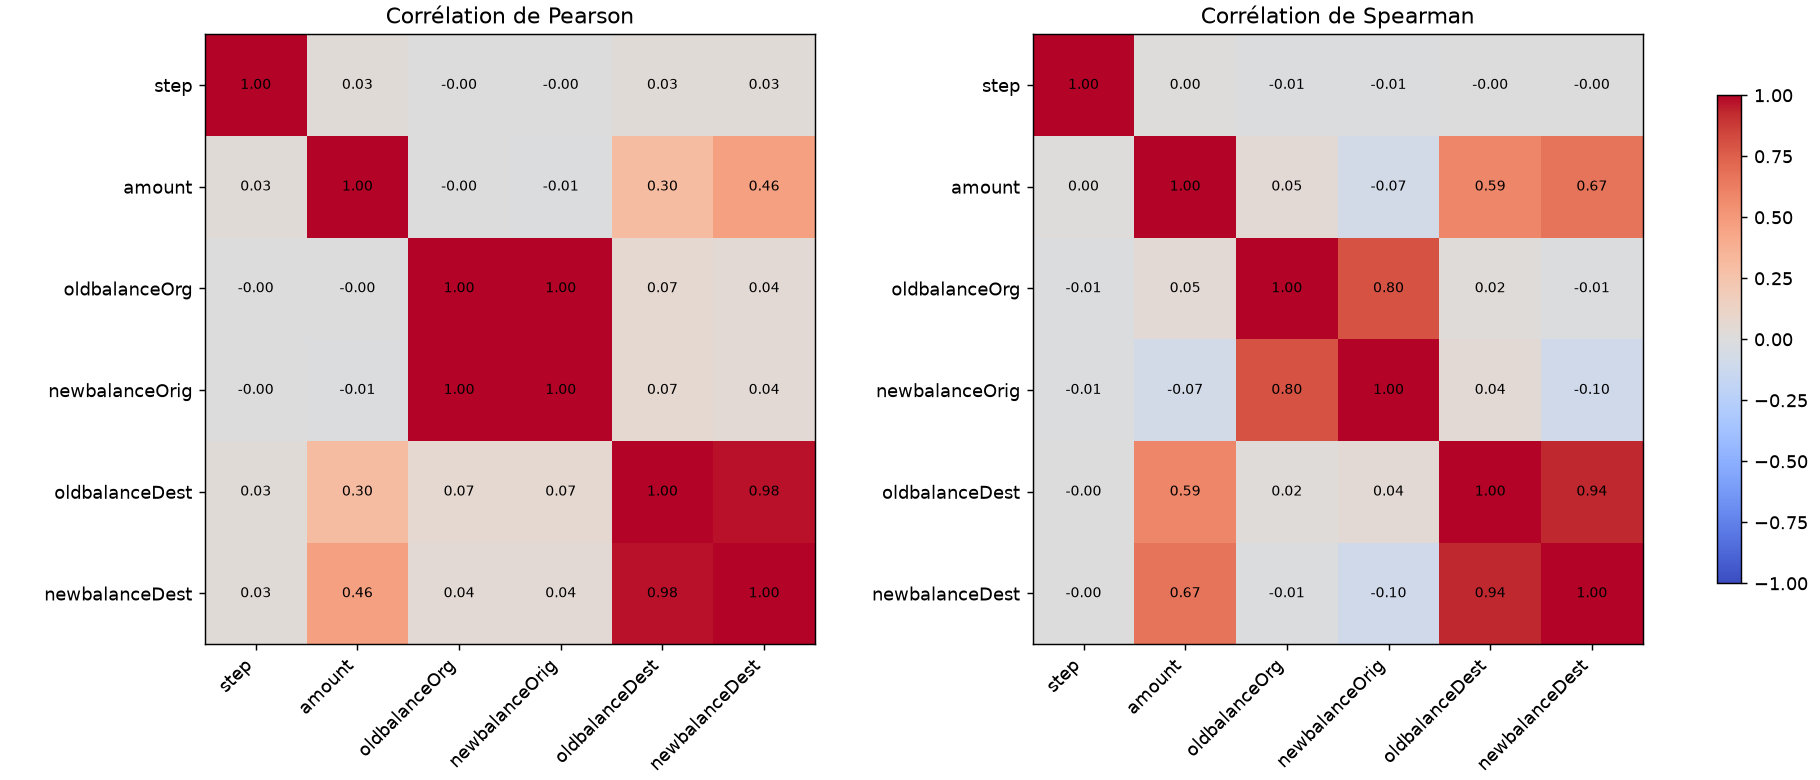 Corrélation de Pearson
step 1.00 0.03 -0.00 -0.00 0.03 0.03
amount 0.03 1.00 -0.00 -0.01 0.30 0.46
oldbalanceOrg -0.00 -0.00 1.00 1.00 0.07 0.04
newbalanceOrig -0.00 -0.01 1.00 1.00 0.07 0.04
oldbalanceDest 0.03 0.30 0.07 0.07 1.00 0.98
newbalanceDest 0.03 0.46 0.04 0.04 0.98 1.00
step amount oldbalanceOrg newbalanceOrig oldbalanceDest newbalanceDest
Corrélation de Spearman
step 1.00 0.00 -0.01 -0.01 -0.00 -0.00
amount 0.00 1.00 0.05 -0.07 0.59 0.67
oldbalanceOrg -0.01 0.05 1.00 0.80 0.02 -0.01
newbalanceOrig -0.01 -0.07 0.80 1.00 0.04 -0.10
oldbalanceDest -0.00 0.59 0.02 0.04 1.00 0.94
newbalanceDest -0.00 0.67 -0.01 -0.10 0.94 1.00
step amount oldbalanceOrg newbalanceOrig oldbalanceDest newbalanceDest
1.00
0.75
0.50
0.25
0.00
−0.25
−0.50
−0.75
−1.00